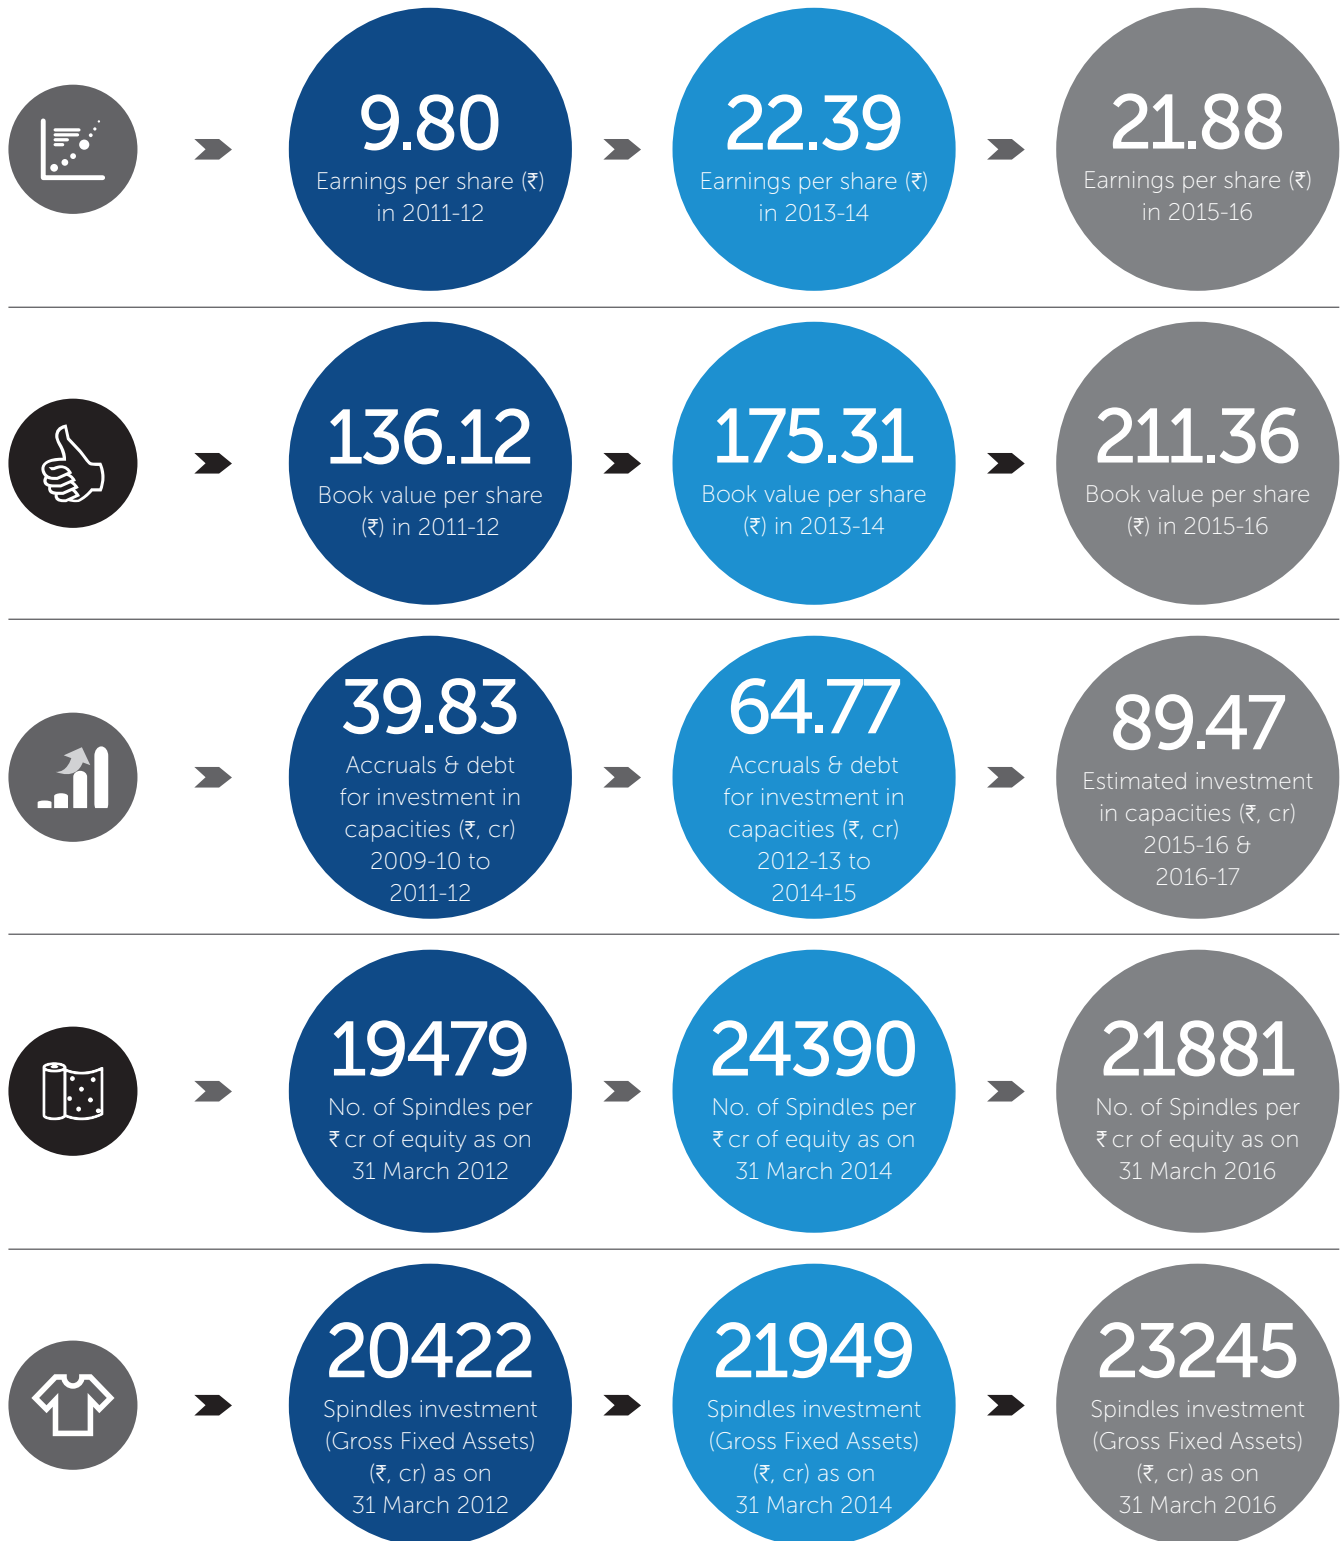 9.80
Earnings per share (₹)
in 2011-12
22.39
Earnings per share (₹)
in 2013-14
21.88
Earnings per share (₹)
in 2015-16
136.12
Book value per share
(₹) in 2011-12
175.31
Book value per share
(₹) in 2013-14
211.36
Book value per share
(₹) in 2015-16
39.83
Accruals & debt
for investment in
capacities (₹, cr)
2009-10 to
2011-12
64.77
Accruals & debt
for investment in
capacities (₹, cr)
2012-13 to
2014-15
89.47
Estimated investment
in capacities (₹, cr)
2015-16 &
2016-17
19479
No. of Spindles per
₹ cr of equity as on
31 March 2012
24390
No. of Spindles per
₹ cr of equity as on
31 March 2014
21881
No. of Spindles per
₹ cr of equity as on
31 March 2016
20422
Spindles investment
(Gross Fixed Assets)
(₹, cr) as on
31 March 2012
21949
Spindles investment
(Gross Fixed Assets)
(₹, cr) as on
31 March 2014
23245
Spindles investment
(Gross Fixed Assets)
(₹, cr) as on
31 March 2016